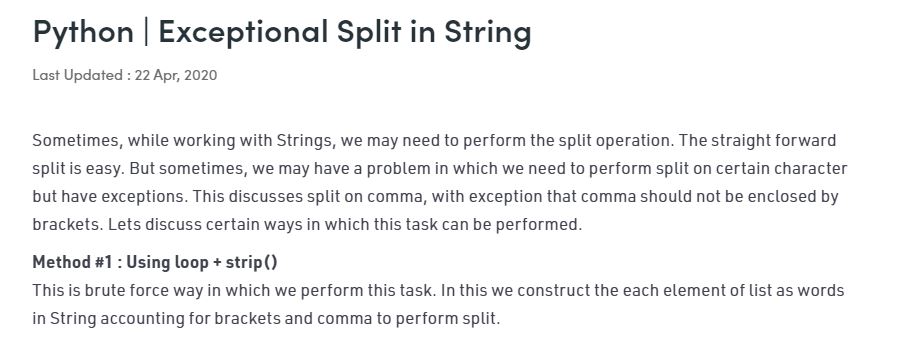 Python | Exceptional Split in String
Last Updated : 22 Apr, 2020
Sometimes, while working with Strings, we may need to perform the split operation. The straight forward
split is easy. But sometimes, we may have a problem in which we need to perform split on certain character
but have exceptions. This discusses split on comma, with exception that comma should not be enclosed by
brackets. Lets discuss certain ways in which this task can be performed.
Method #1 : Using loop + strip()
This is brute force way in which we perform this task. In this we construct the each element of list as words
in String accounting for brackets and comma to perform split.